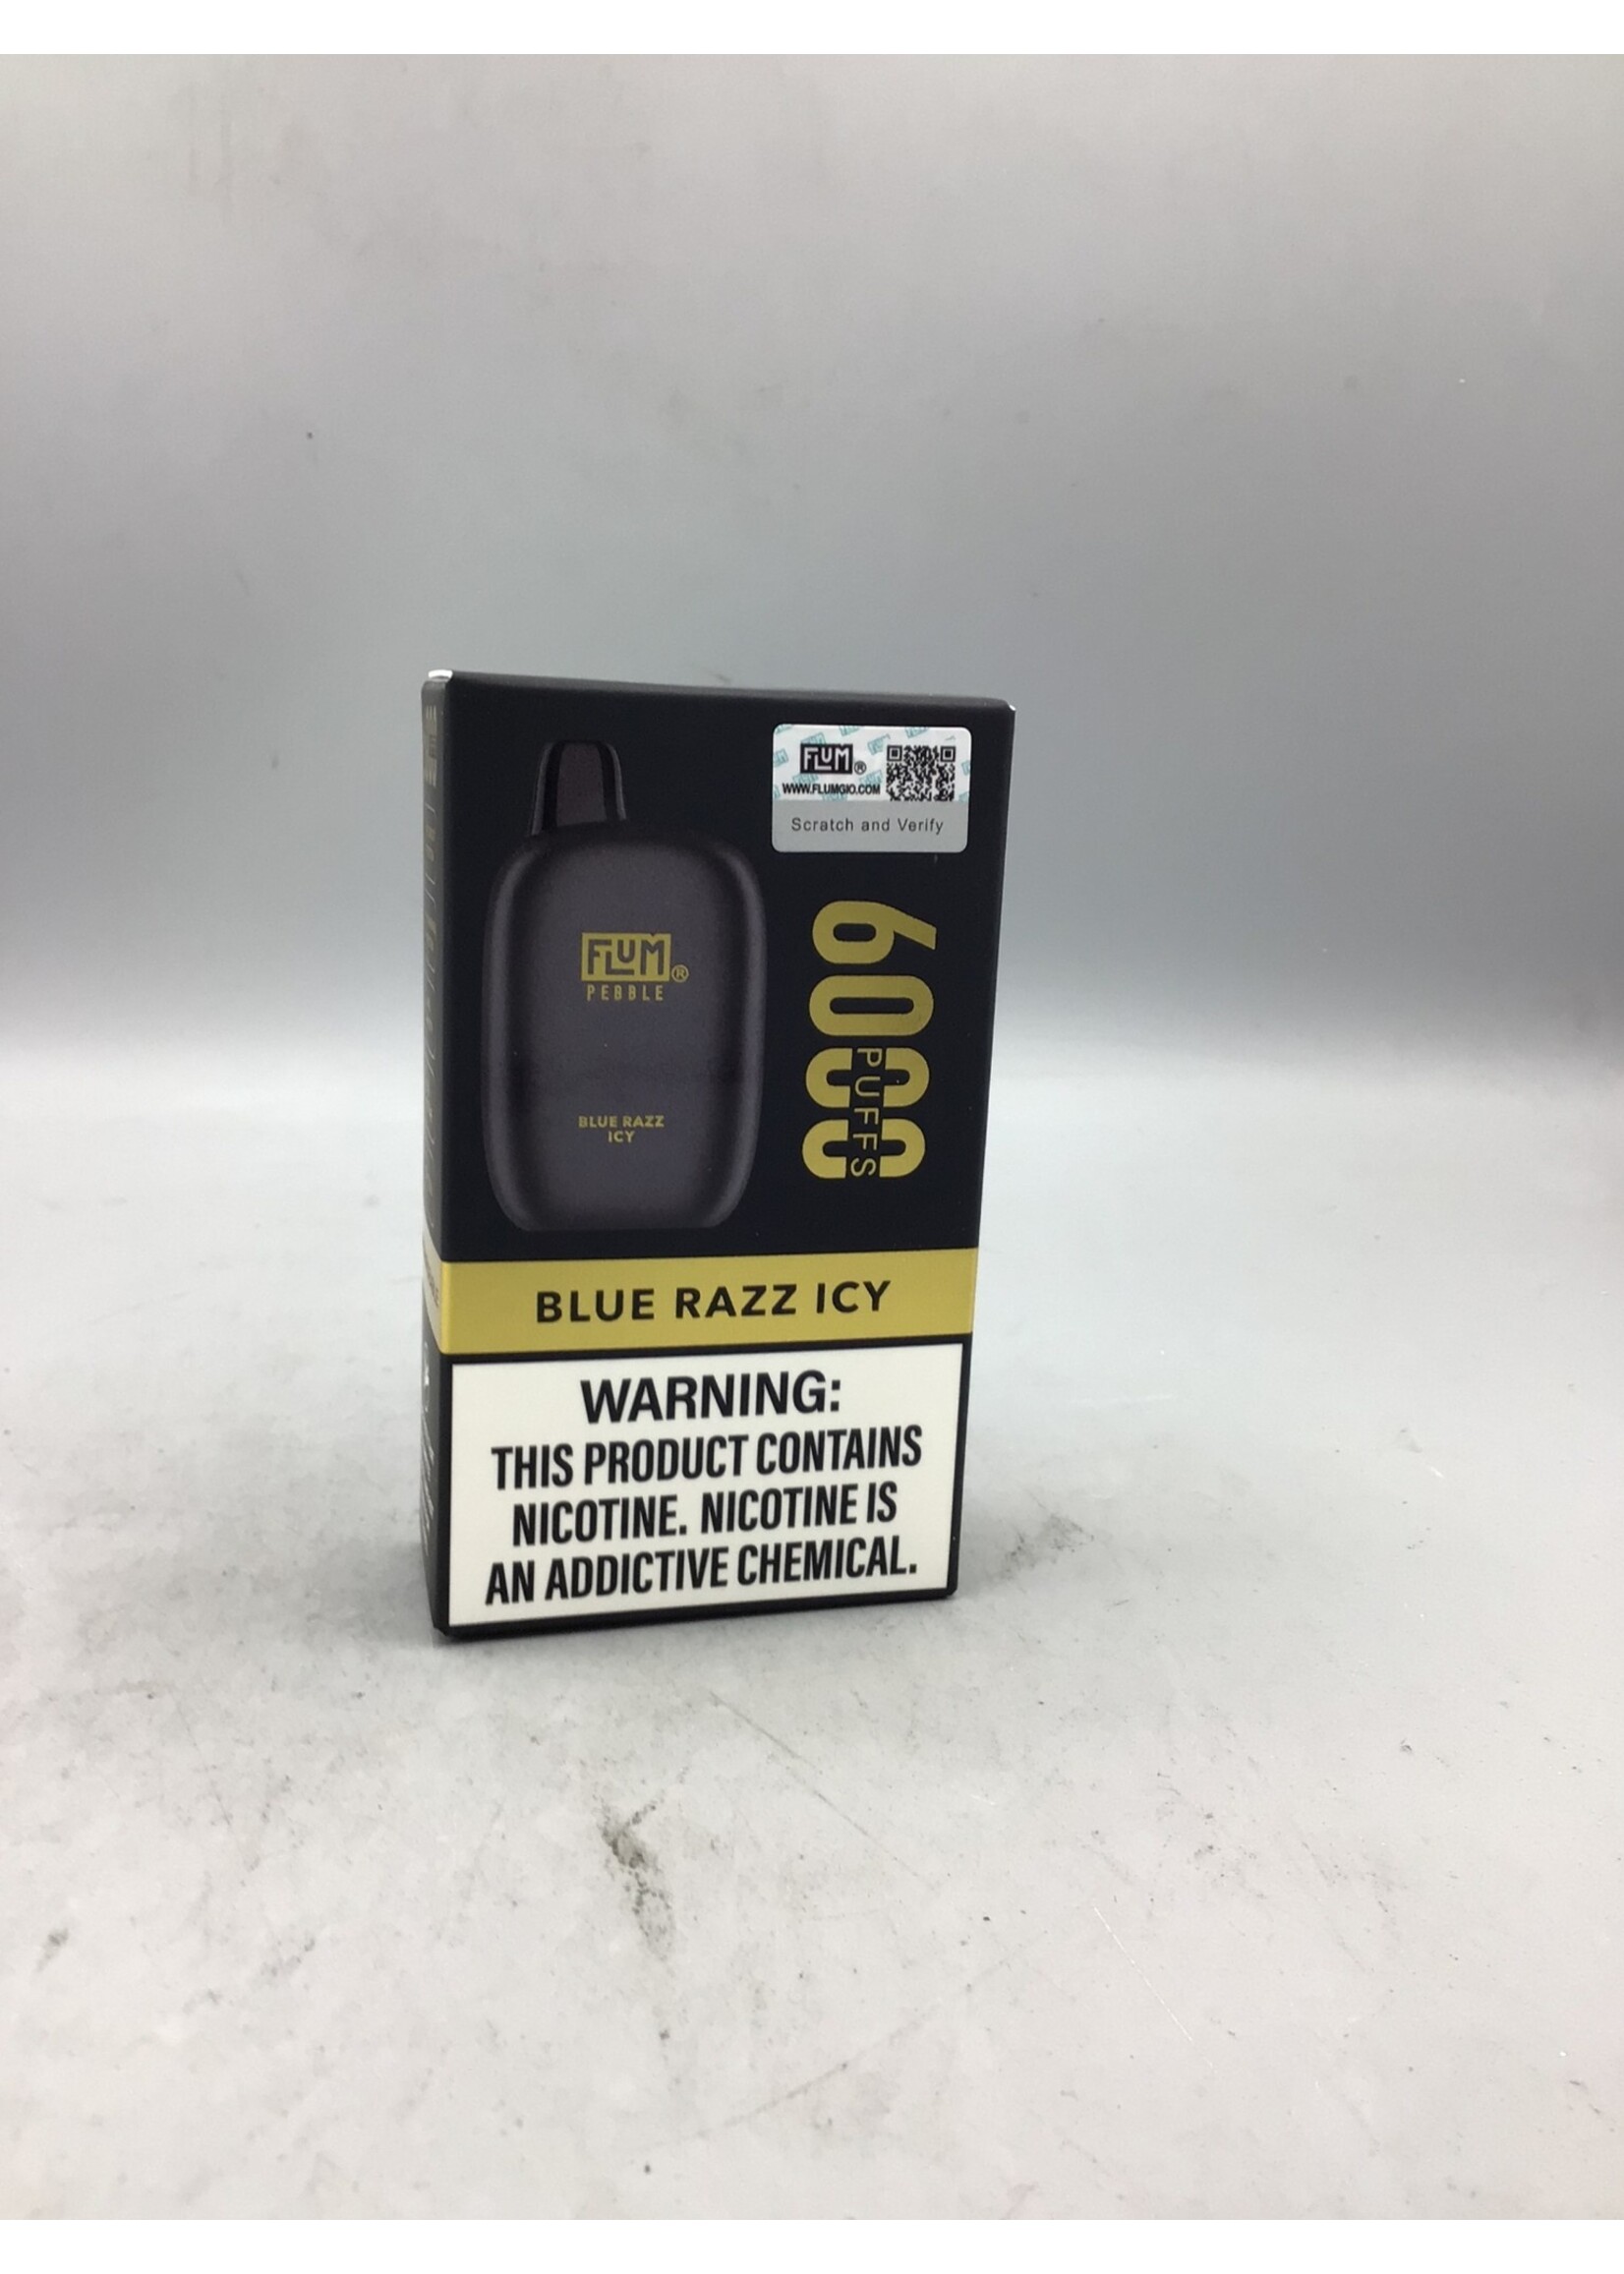 FLUM®
WWW.FLUMGIO.COM
Scratch and Verify
FLUM®
PEBBLE
BLUE RAZZ
ICY
6000
PUFFS
BLUE RAZZ ICY
WARNING:
THIS PRODUCT CONTAINS
NICOTINE. NICOTINE IS
AN ADDICTIVE CHEMICAL.